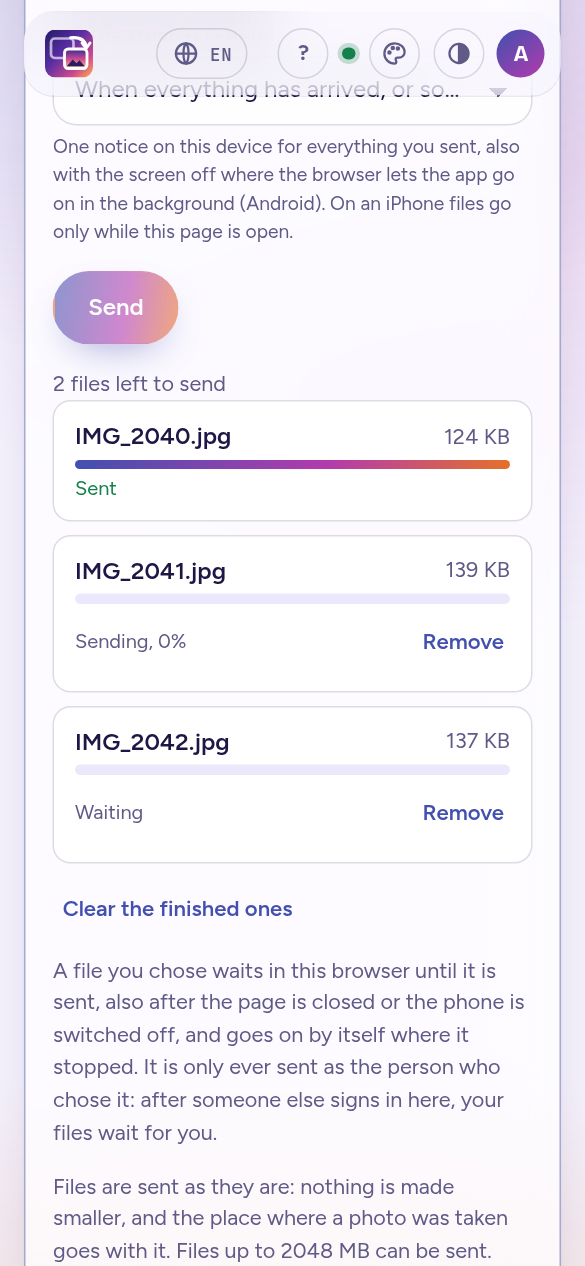 EN
?
A
When everything has arrived, or so...
One notice on this device for everything you sent, also
with the screen off where the browser lets the app go
on in the background (Android). On an iPhone files go
only while this page is open.
Send
2 files left to send
IMG_2040.jpg 124 KB
Sent
IMG_2041.jpg 139 KB
Sending, 0% Remove
IMG_2042.jpg 137 KB
Waiting Remove
Clear the finished ones
A file you chose waits in this browser until it is
sent, also after the page is closed or the phone is
switched off, and goes on by itself where it
stopped. It is only ever sent as the person who
chose it: after someone else signs in here, your
files wait for you.
Files are sent as they are: nothing is made
smaller, and the place where a photo was taken
goes with it. Files up to 2048 MB can be sent.